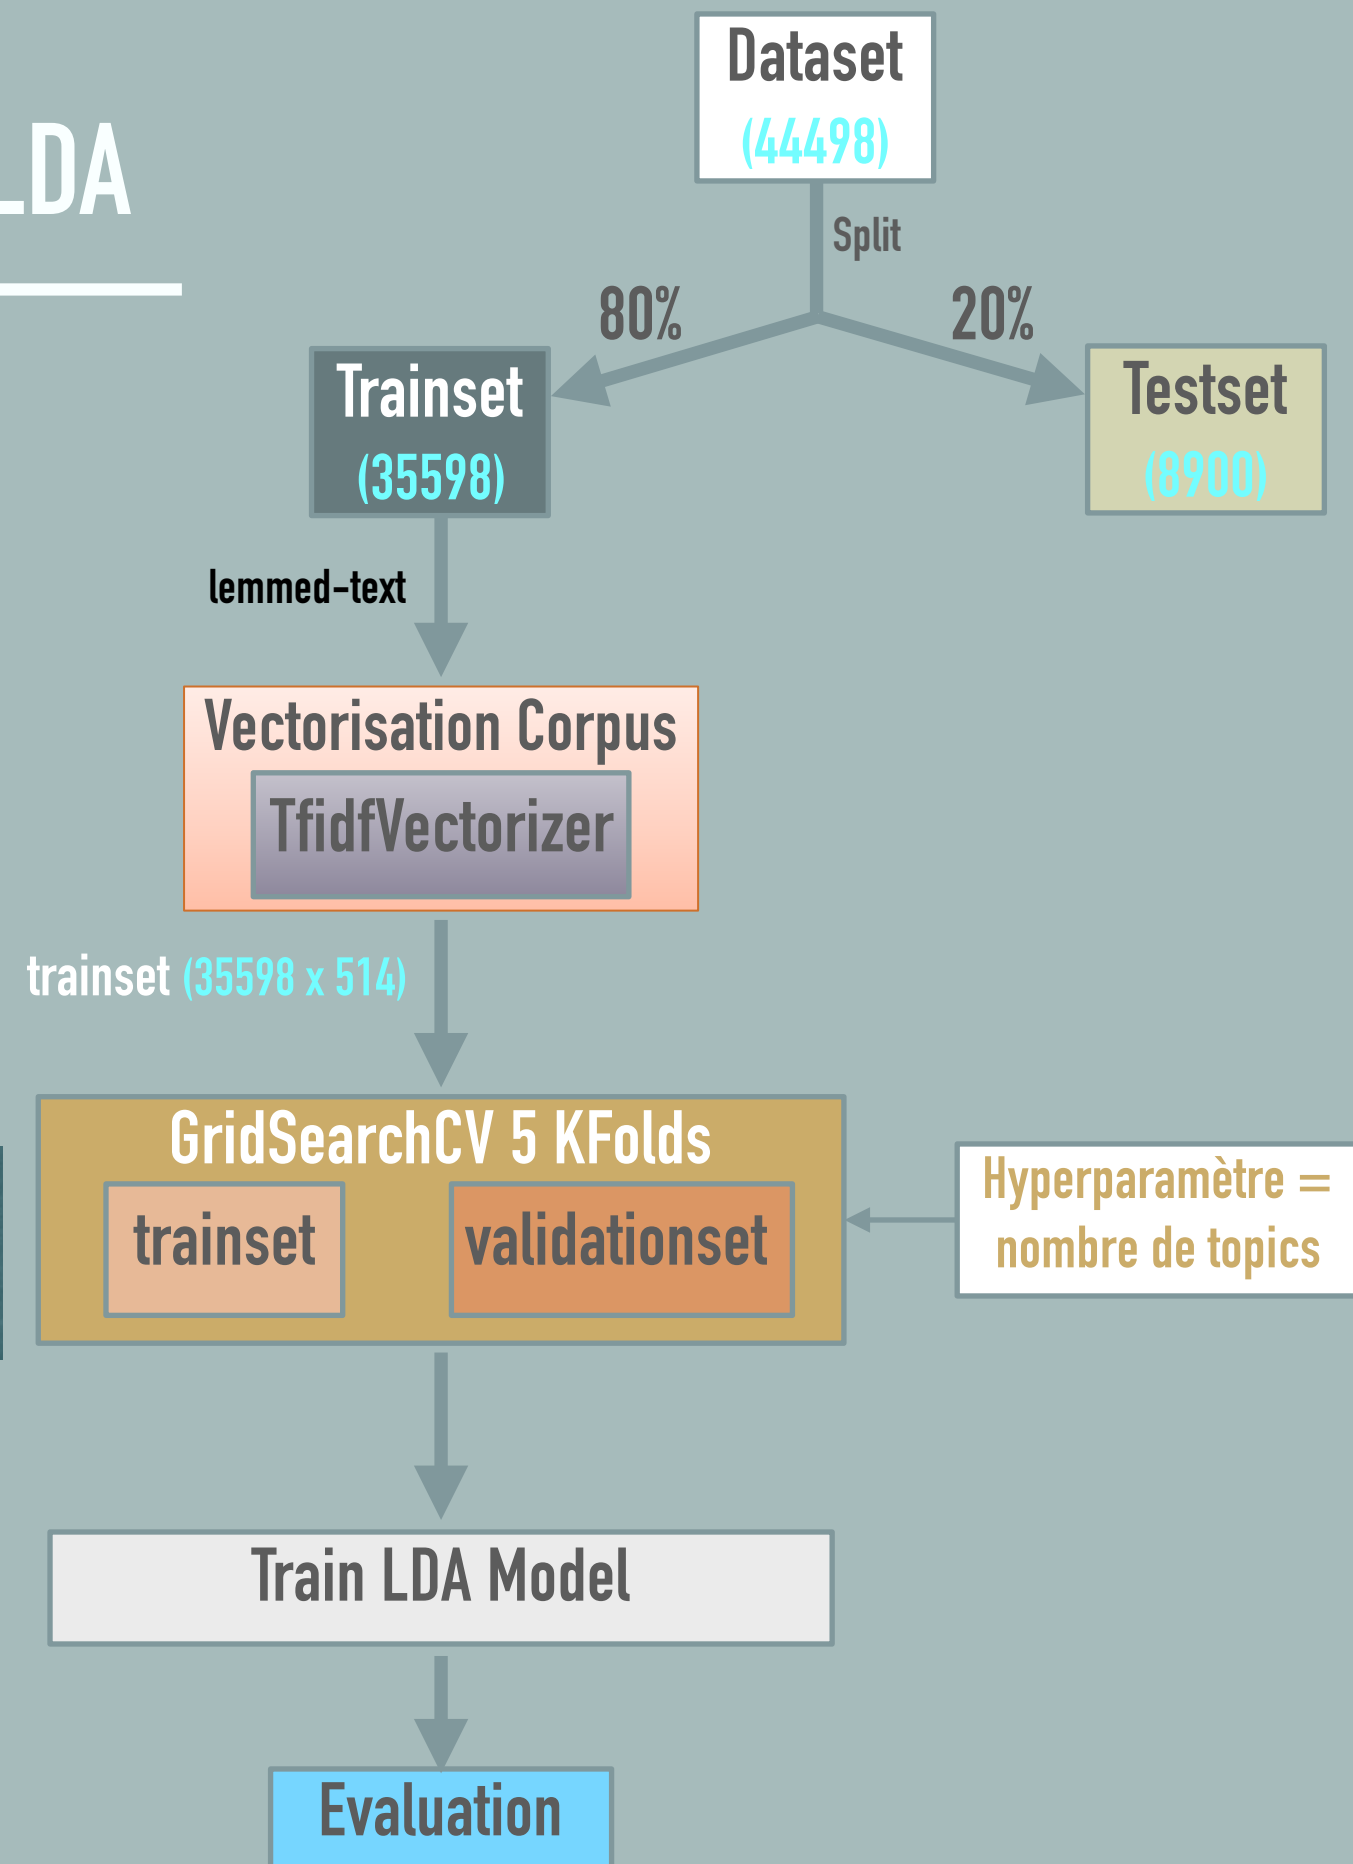 LDA
Dataset
(44498)
Split
80%
20%
Trainset
(35598)
Testset
(8900)
lemmed-text
Vectorisation Corpus
TfidfVectorizer
trainset (35598 x 514)
GridSearchCV 5 KFolds
trainset
validationset
Hyperparamètre =
nombre de topics
Train LDA Model
Evaluation